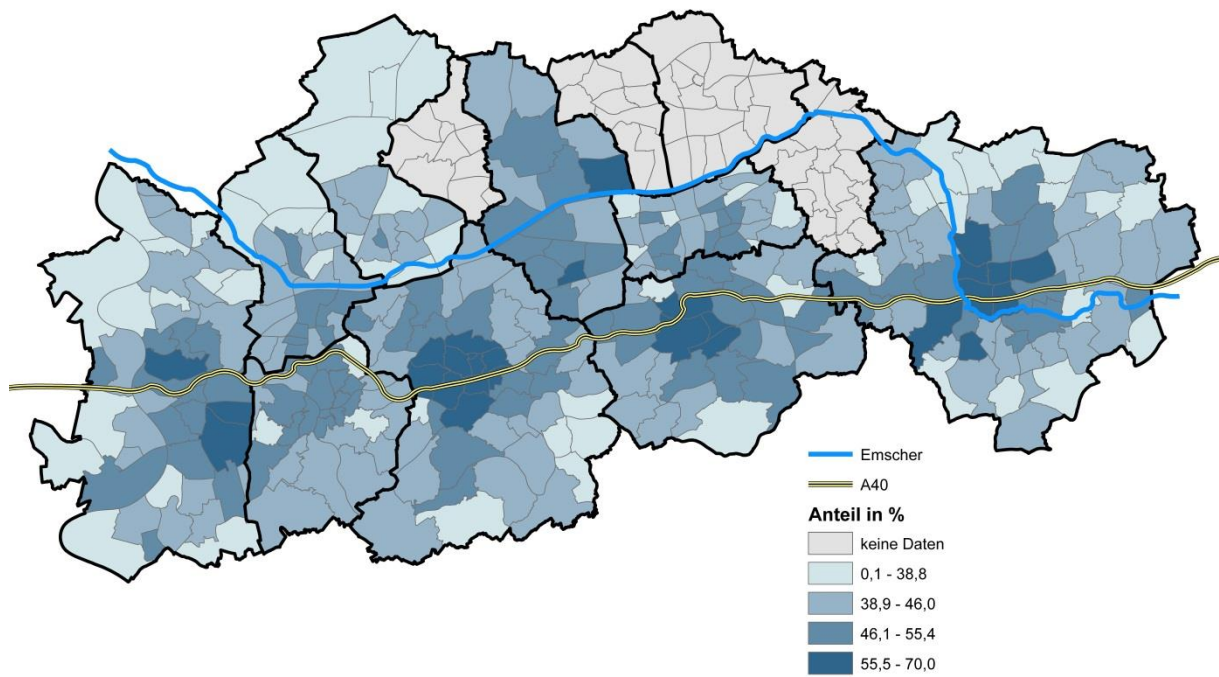 Emscher
A40
Anteil in %
keine Daten
0,1 - 38,8
38,9 - 46,0
46,1 - 55,4
55,5 - 70,0